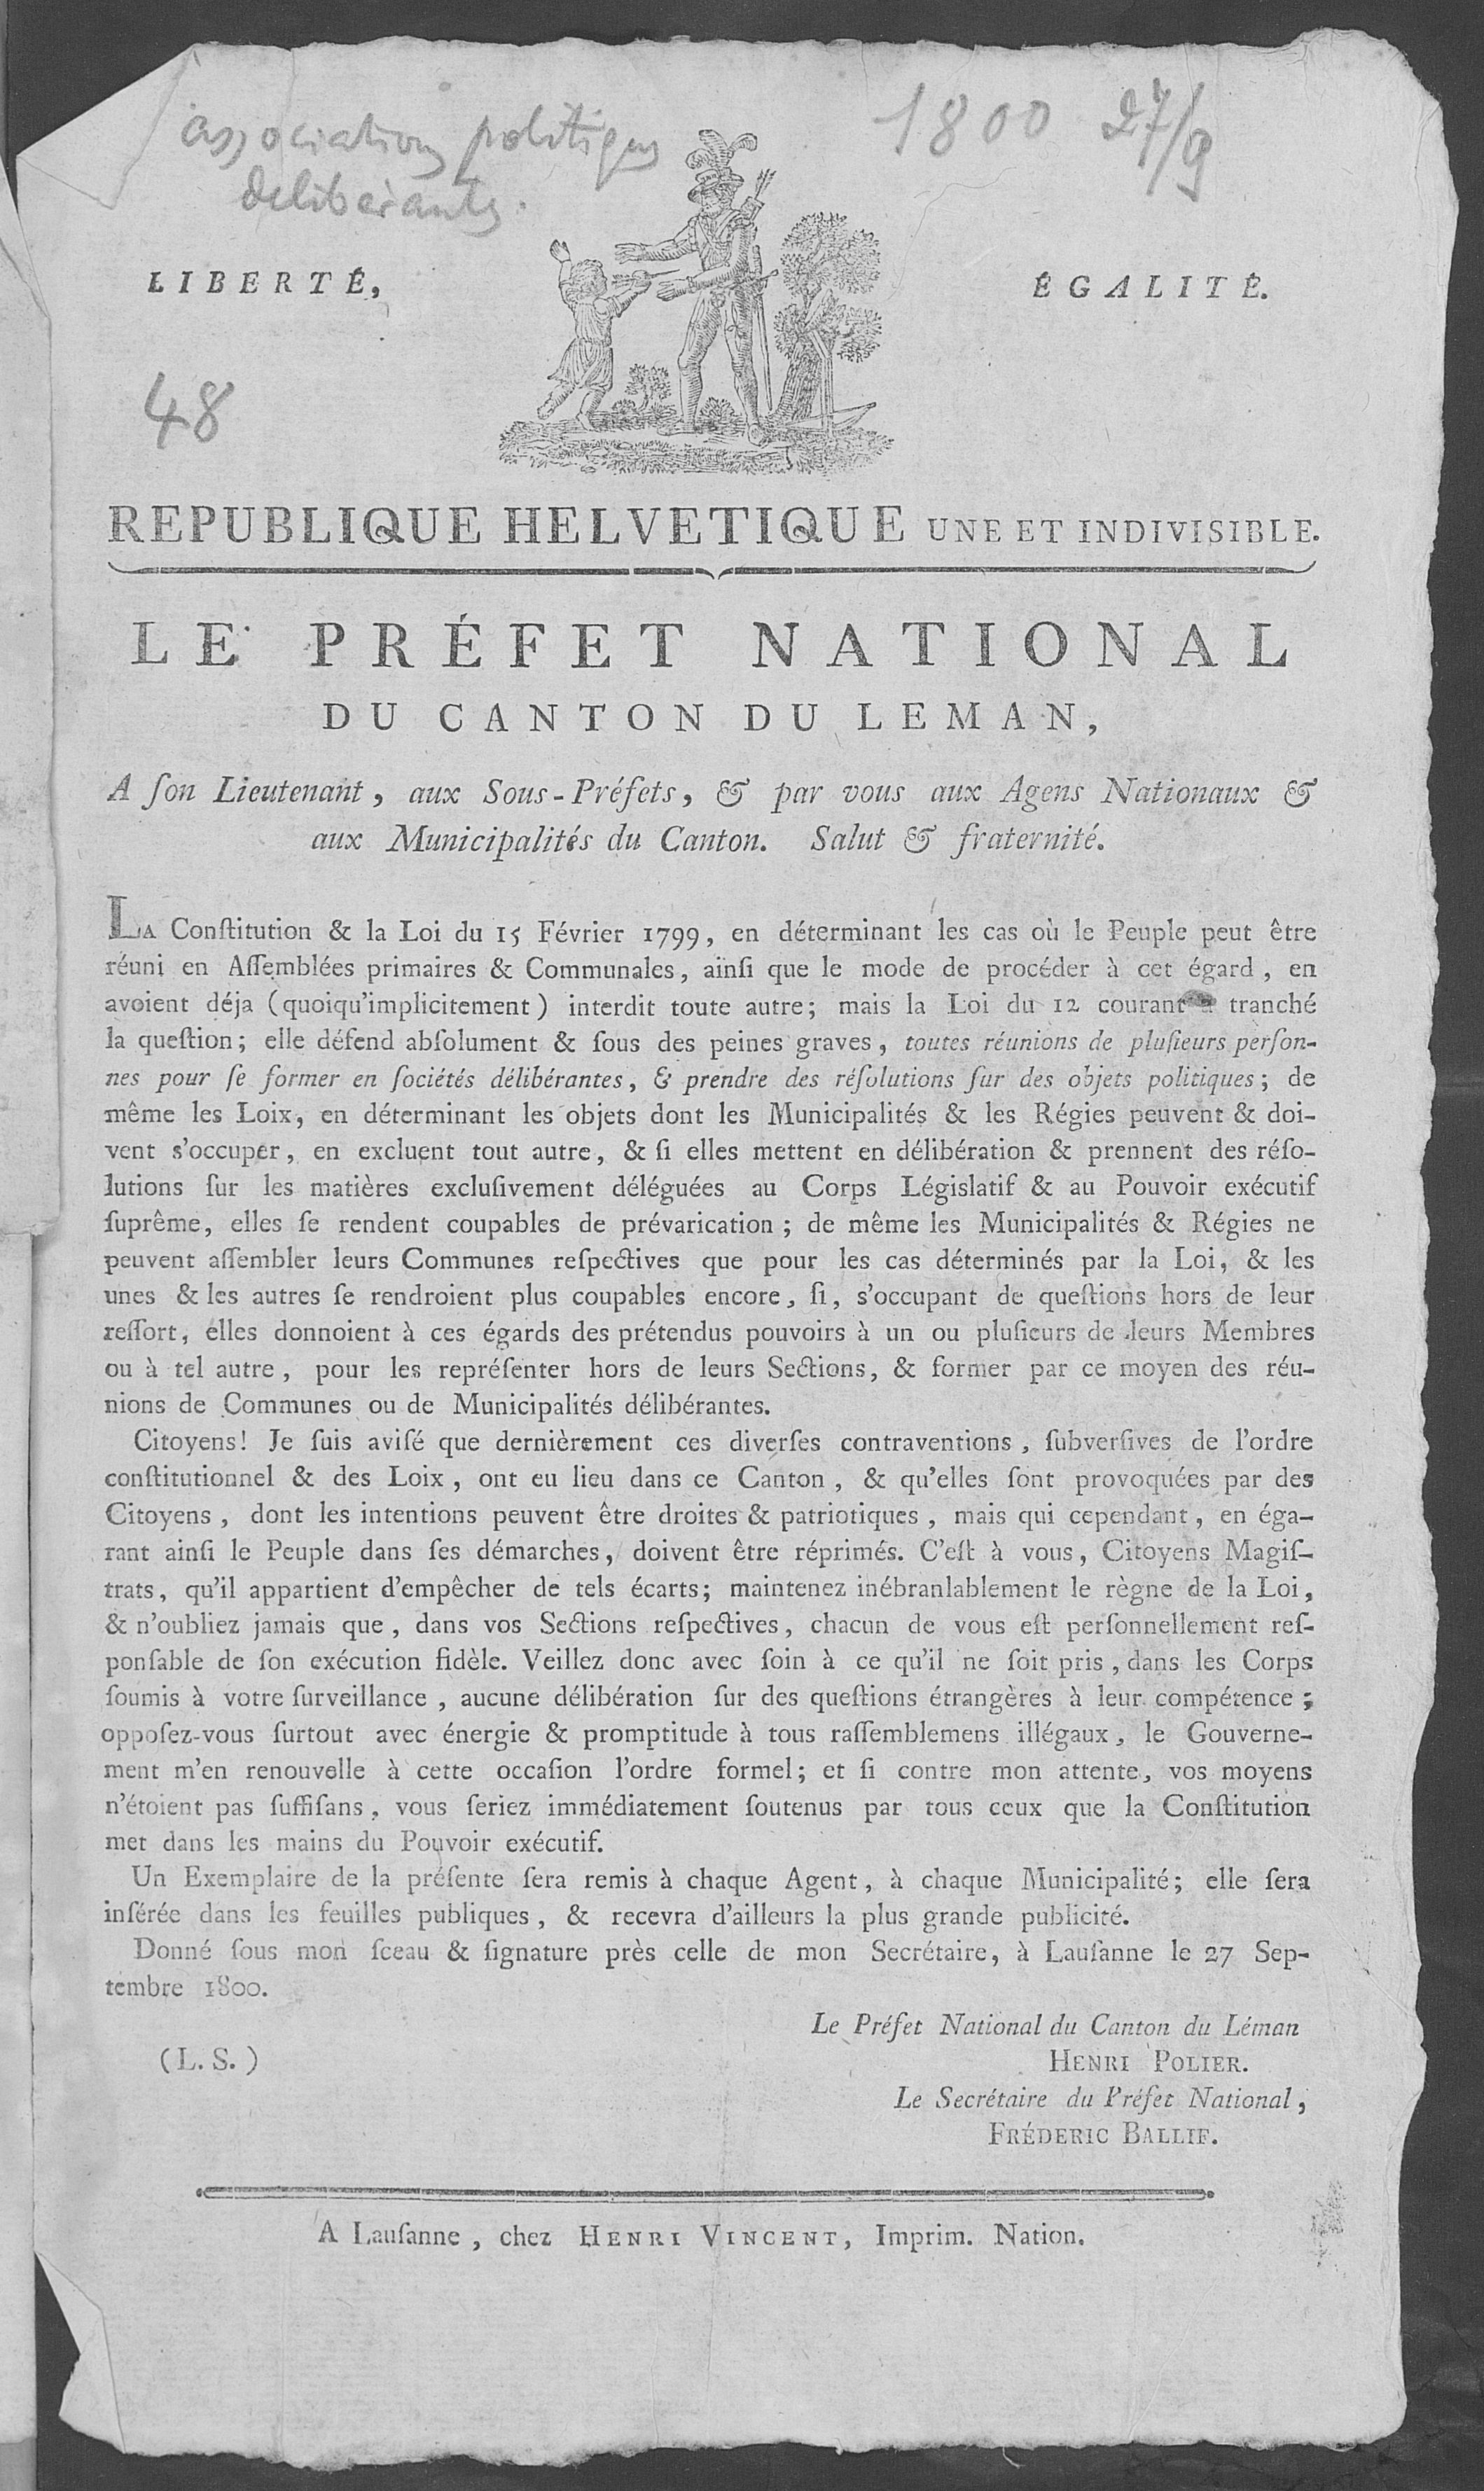 associations politiques
délibérantes.
1800 27/9
LIBERTÉ,
ÉGALITÉ.
48
REPUBLIQUE HELVETIQUE UNE ET INDIVISIBLE.
LE PRÉFET NATIONAL
DU CANTON DU LEMAN,
A ſon Lieutenant, aux Sous-Préfets, & par vous aux Agens Nationaux &
aux Municipalités du Canton. Salut & fraternité.
LA Conſtitution & la Loi du 15 Février 1799, en déterminant les cas où le Peuple peut être
réuni en Aſſemblées primaires & Communales, ainſi que le mode de procéder à cet égard, en
avoient déja (quoiqu'implicitement) interdit toute autre; mais la Loi du 12 courant a tranché
la queſtion; elle défend abſolument & ſous des peines graves, toutes réunions de pluſieurs perſon-
nes pour ſe former en ſociétés délibérantes, & prendre des réſolutions ſur des objets politiques; de
même les Loix, en déterminant les objets dont les Municipalités & les Régies peuvent & doi-
vent s'occuper, en excluent tout autre, & ſi elles mettent en délibération & prennent des réſo-
lutions ſur les matières excluſivement déléguées au Corps Législatif & au Pouvoir exécutif
ſuprême, elles ſe rendent coupables de prévarication; de même les Municipalités & Régies ne
peuvent aſſembler leurs Communes reſpectives que pour les cas déterminés par la Loi, & les
unes & les autres ſe rendroient plus coupables encore, ſi, s'occupant de queſtions hors de leur
reſſort, élles donnoient à ces égards des prétendus pouvoirs à un ou pluſieurs de leurs Membres
ou à tel autre, pour les repréſenter hors de leurs Sections, & former par ce moyen des réu-
nions de Communes ou de Municipalités délibérantes.
Citoyens! Je ſuis aviſé que dernièrement ces diverſes contraventions, ſubverſives de l'ordre
conſtitutionnel & des Loix, ont eu lieu dans ce Canton, & qu'elles ſont provoquées par des
Citoyens, dont les intentions peuvent être droites & patriotiques, mais qui cependant, en éga-
rant ainſi le Peuple dans ſes démarches, doivent être réprimés. C'eſt à vous, Citoyens Magiſ-
trats, qu'il appartient d'empêcher de tels écarts; maintenez inébranlablement le règne de la Loi,
& n'oubliez jamais que, dans vos Sections reſpectives, chacun de vous eſt perſonnellement reſ-
ponſable de ſon exécution fidèle. Veillez donc avec ſoin à ce qu'il ne ſoit pris, dans les Corps
ſoumis à votre ſurveillance, aucune délibération ſur des queſtions étrangères à leur compétence;
oppoſez-vous ſurtout avec énergie & promptitude à tous raſſemblemens illégaux, le Gouverne-
ment m'en renouvelle à cette occaſion l'ordre formel; et ſi contre mon attente, vos moyens
n'étoient pas ſuffiſans, vous ſeriez immédiatement ſoutenus par tous ceux que la Conſtitution
met dans les mains du Pouvoir exécutif.
Un Exemplaire de la préſente ſera remis à chaque Agent, à chaque Municipalité; elle ſera
inſérée dans les feuilles publiques, & recevra d'ailleurs la plus grande publicité.
Donné ſous mon ſceau & ſignature près celle de mon Secrétaire, à Lauſanne le 27 Sep-
tembre 1800.
Le Préfet National du Canton du Léman
(L. S.)
HENRI POLIER.
Le Secrétaire du Préfet National,
FRÉDERIC BALLIF.
A Lauſanne, chez HENRI VINCENT, Imprim. Nation.